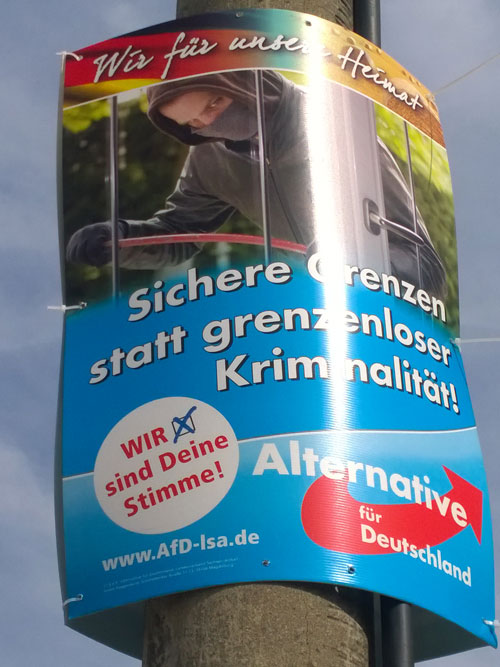 Wir für unsere Heimat
Sichere Grenzen
statt grenzenloser
Kriminalität!
WIR
sind Deine
Stimme!
Alternative
für
Deutschland
www.AfD-lsa.de